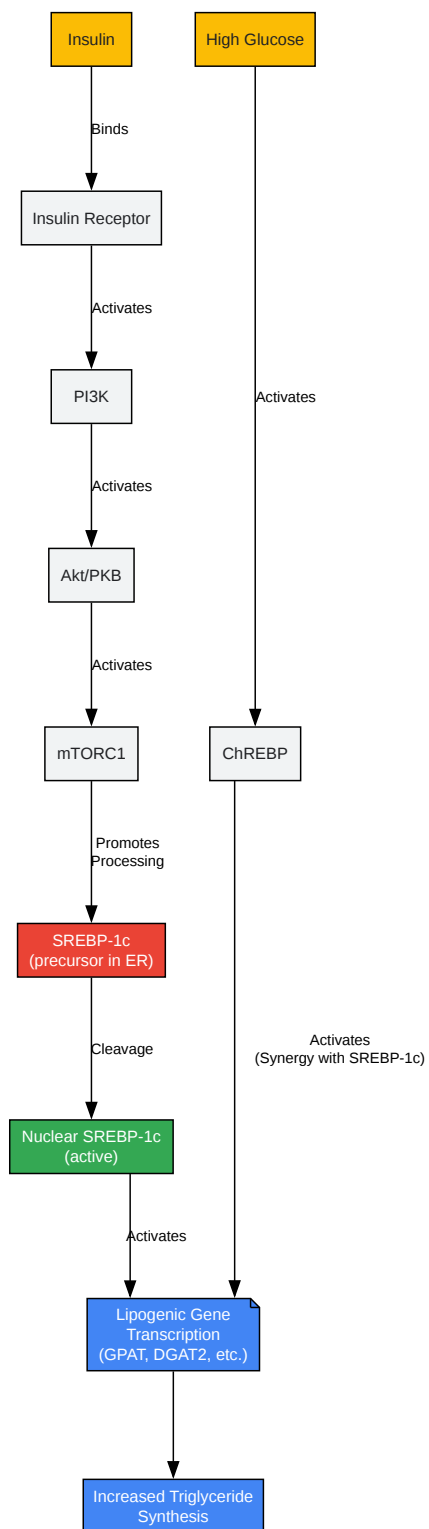 Insulin
High Glucose
Binds
Insulin Receptor
Activates
PI3K
Activates
Activates
Akt/PKB
Activates
mTORC1
ChREBP
Promotes
Processing
SREBP-1c
(precursor in ER)
Activates
(Synergy with SREBP-1c)
Cleavage
Nuclear SREBP-1c
(active)
Activates
Lipogenic Gene
Transcription
(GPAT, DGAT2, etc.)
Increased Triglyceride
Synthesis